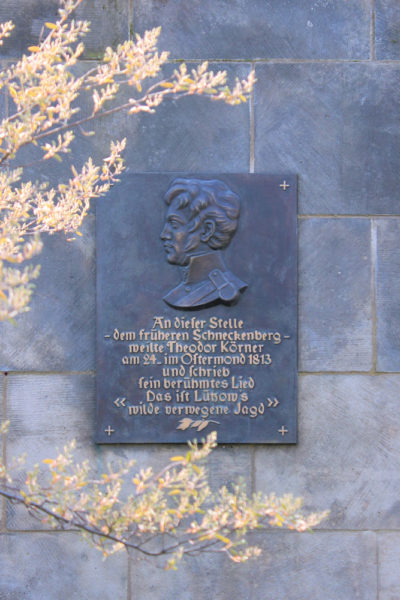 An dieser Stelle
- dem früheren Schneckenberg -
weilte Theodor Körner
am 24. im Ostermond 1813
und schrieb
sein berühmtes Lied
Das ist Lützow's
« wilde verwegene Jagd »